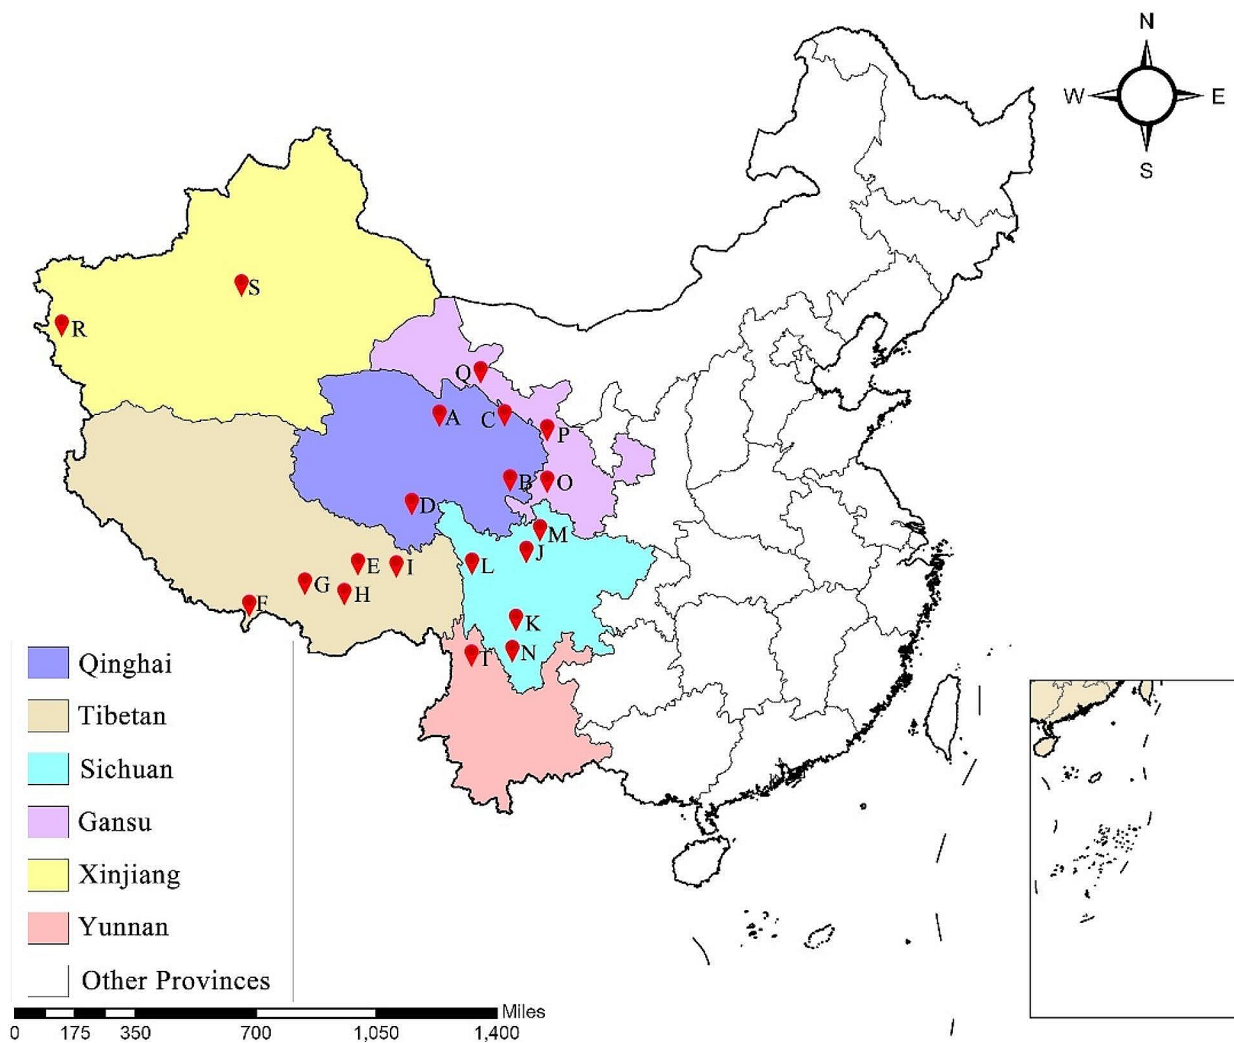 N
W E
S
S
R
Q
A C
P
B O
D
M
J
E I L
G
H
F
K
T N
Qinghai
Tibetan
Sichuan
Gansu
Xinjiang
Yunnan
Other Provinces
Miles
0 175 350 700 1,050 1,400